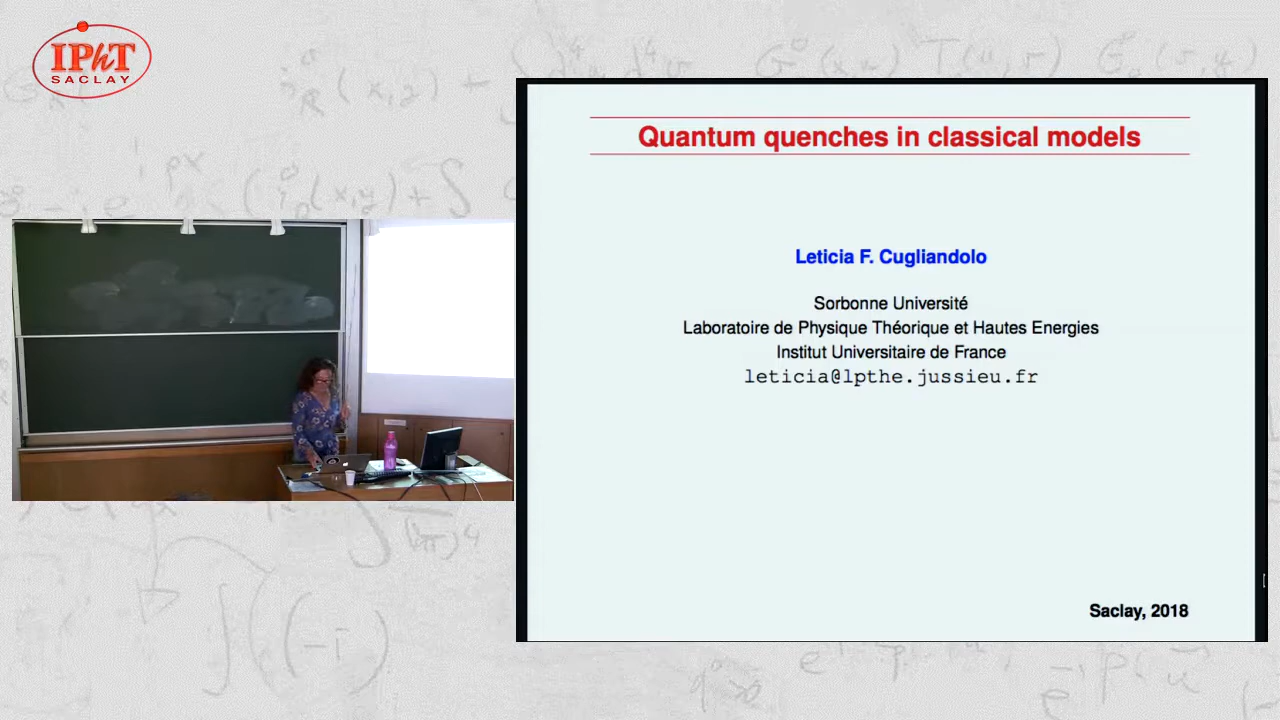 IPhT
SACLAY
Quantum quenches in classical models
Leticia F. Cugliandolo
Sorbonne Université
Laboratoire de Physique Théorique et Hautes Energies
Institut Universitaire de France
leticia@lpthe.jussieu.fr
Saclay, 2018